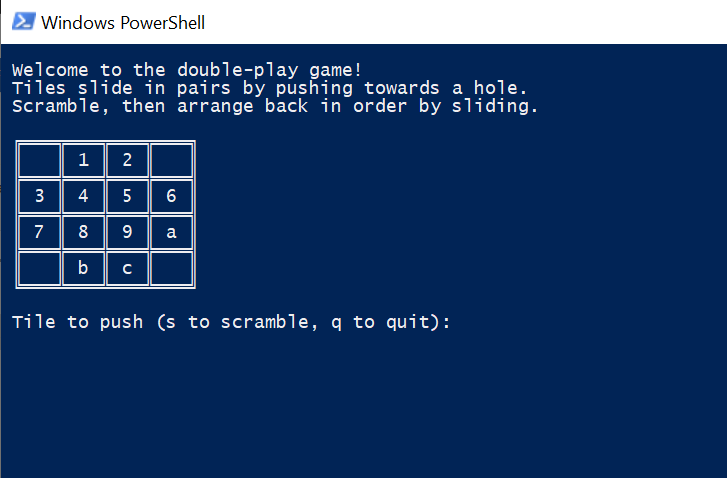 Windows PowerShell
Welcome to the double-play game!
Tiles slide in pairs by pushing towards a hole.
Scramble, then arrange back in order by sliding.
1 2
3 4 5 6
7 8 9 a
b c
Tile to push (s to scramble, q to quit):